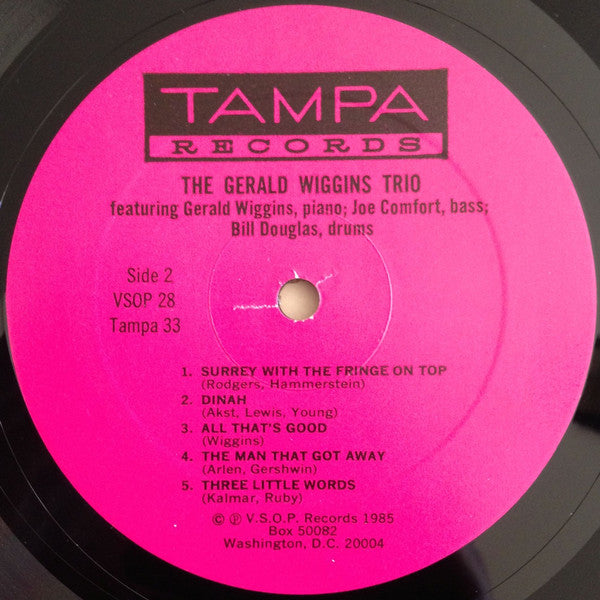 TAMPA
RECORDS
THE GERALD WIGGINS TRIO
featuring Gerald Wiggins, piano; Joe Comfort, bass;
Bill Douglas, drums
Side 2
VSOP 28
Tampa 33
1. SURREY WITH THE FRINGE ON TOP
(Rodgers, Hammerstein)
2. DINAH
(Akst, Lewis, Young)
3. ALL THAT'S GOOD
(Wiggins)
4. THE MAN THAT GOT AWAY
(Arlen, Gershwin)
5. THREE LITTLE WORDS
(Kalmar, Ruby)
© ℗ V.S.O.P. Records 1985
Box 50082
Washington, D.C. 20004